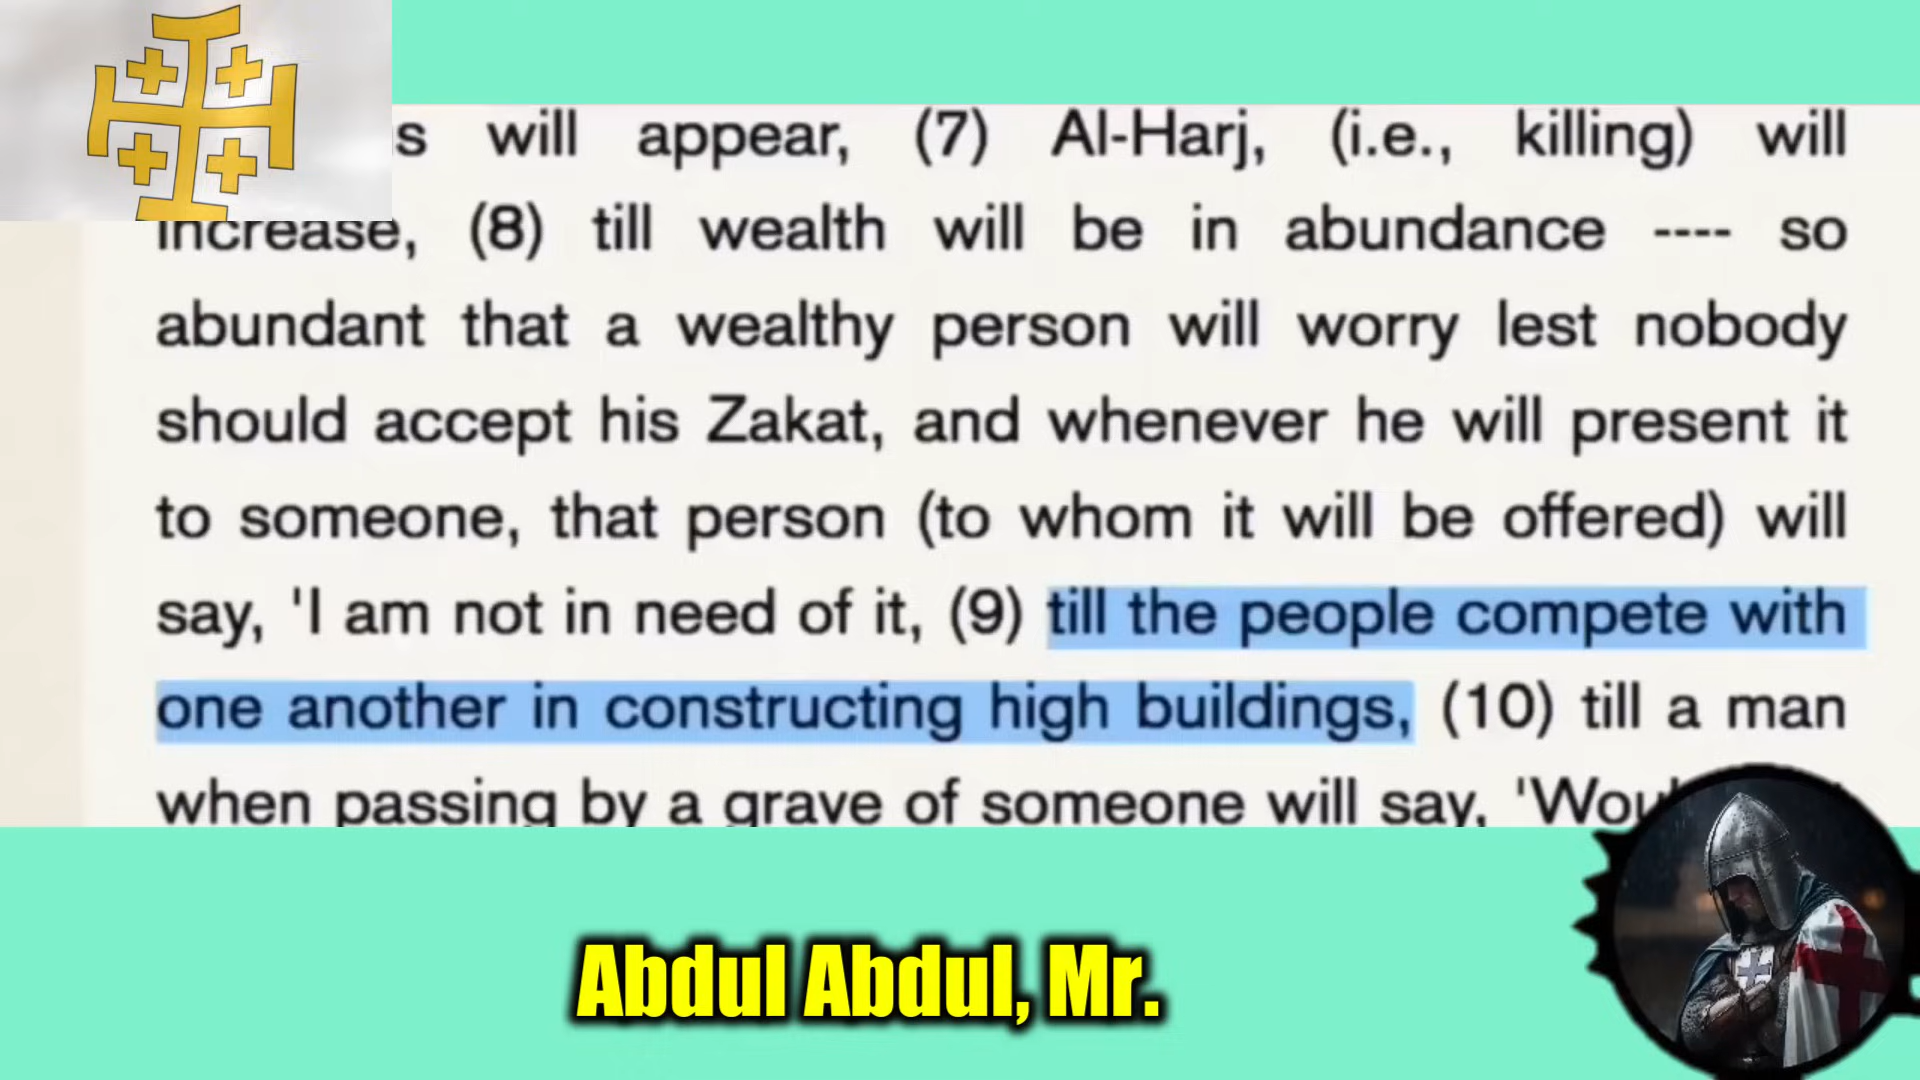 s will appear, (7) Al-Harj, (i.e., killing) will
increase, (8) till wealth will be in abundance ---- so
abundant that a wealthy person will worry lest nobody
should accept his Zakat, and whenever he will present it
to someone, that person (to whom it will be offered) will
say, 'I am not in need of it, (9) till the people compete with
one another in constructing high buildings, (10) till a man
when passing by a grave of someone will say, 'Wou
Abdul Abdul, Mr.